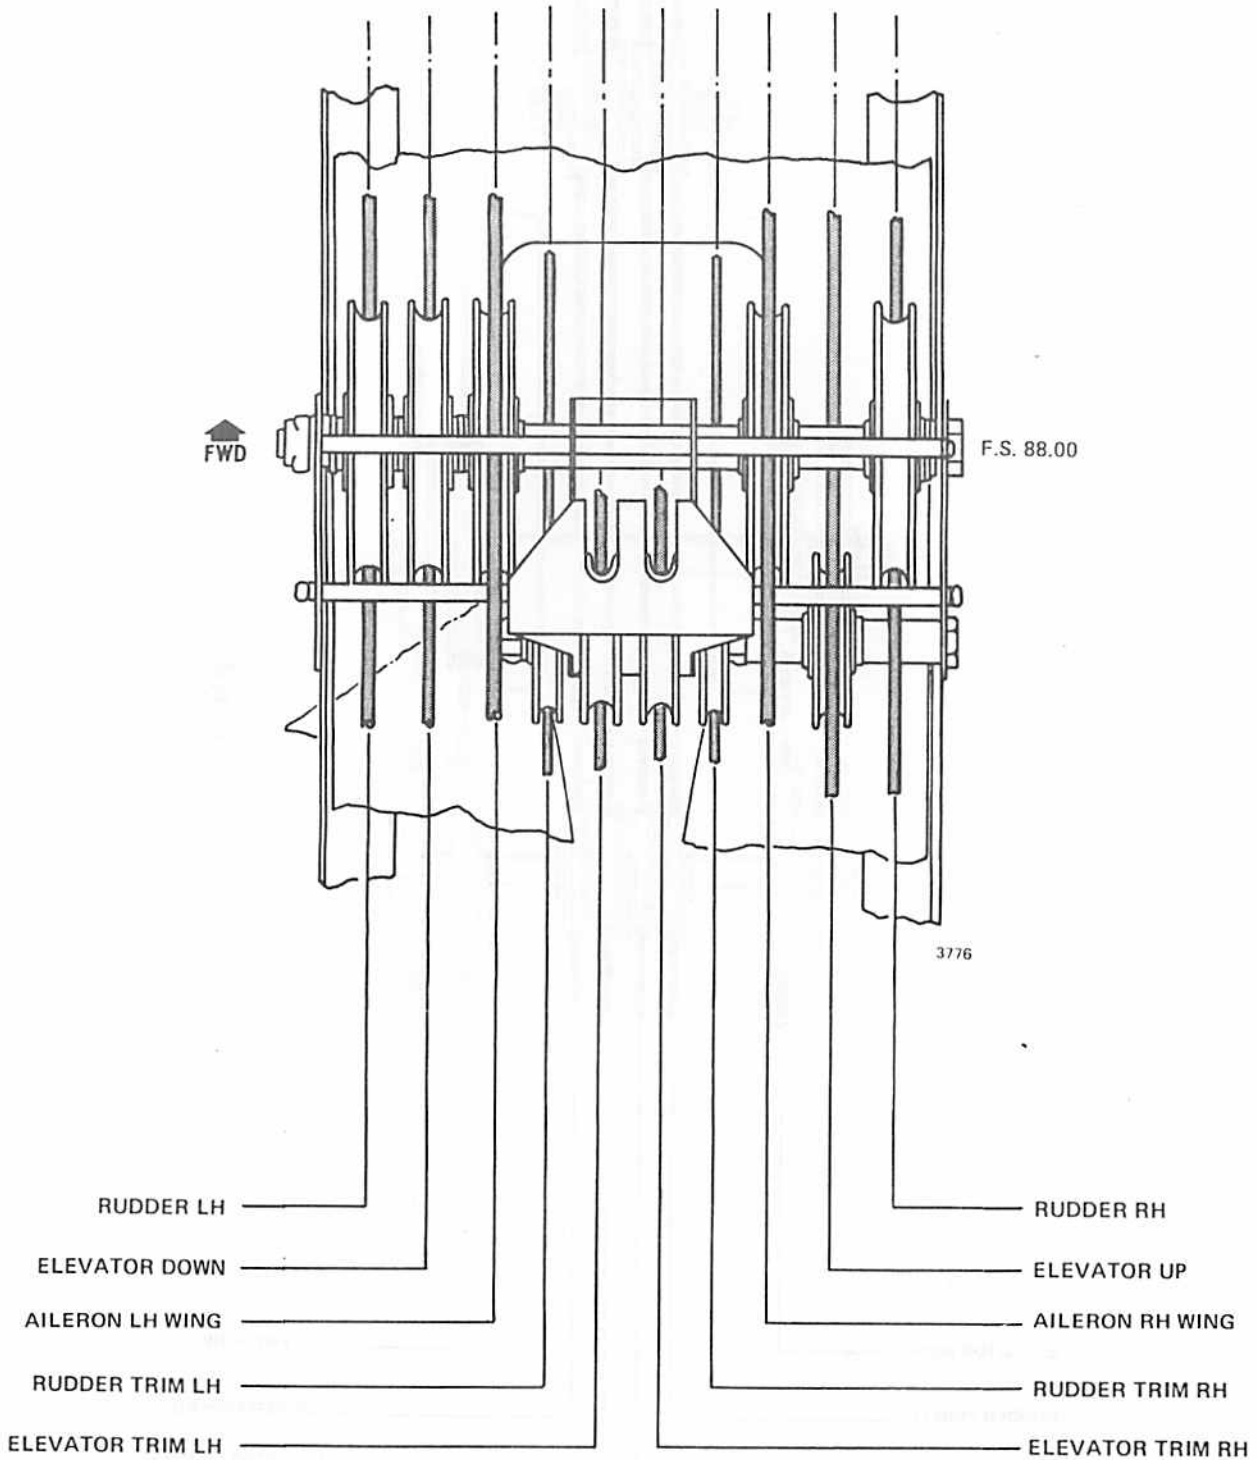 FWD
F.S. 88.00
3776
RUDDER LH
RUDDER RH
ELEVATOR DOWN
ELEVATOR UP
AILERON LH WING
AILERON RH WING
RUDDER TRIM LH
RUDDER TRIM RH
ELEVATOR TRIM LH
ELEVATOR TRIM RH